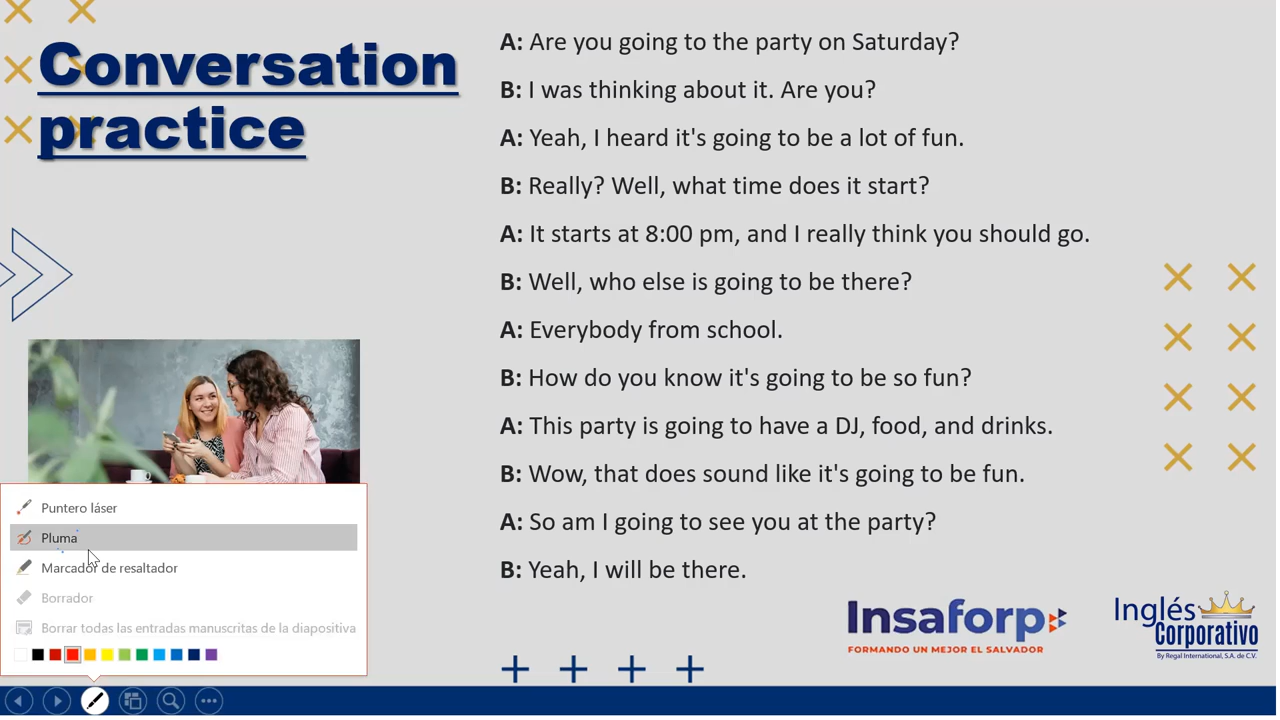 Conversation
practice
A: Are you going to the party on Saturday?
B: I was thinking about it. Are you?
A: Yeah, I heard it's going to be a lot of fun.
B: Really? Well, what time does it start?
A: It starts at 8:00 pm, and I really think you should go.
B: Well, who else is going to be there?
A: Everybody from school.
B: How do you know it's going to be so fun?
A: This party is going to have a DJ, food, and drinks.
B: Wow, that does sound like it's going to be fun.
A: So am I going to see you at the party?
B: Yeah, I will be there.
Puntero láser
Pluma
Marcador de resaltador
Borrador
Borrar todas las entradas manuscritas de la diapositiva
Insaforp
FORMANDO UN MEJOR EL SALVADOR
Inglés
Corporativo
By Regal International, S.A. de C.V.